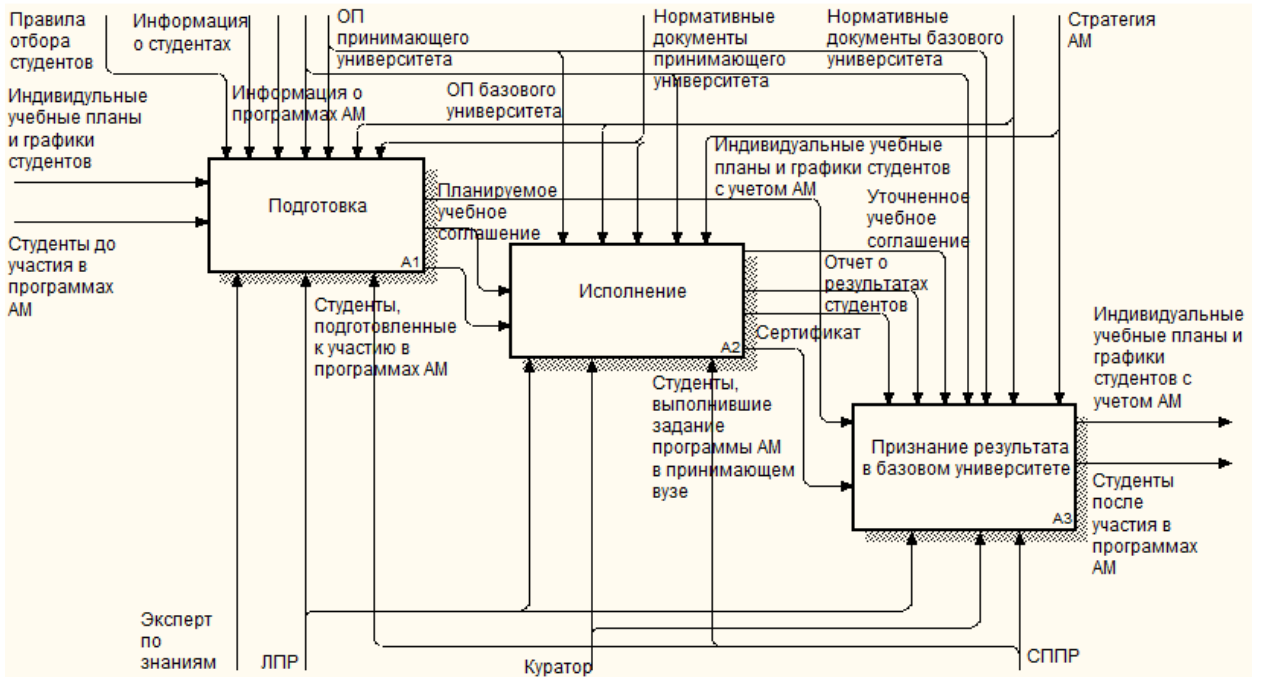 Правила
отбора
студентов
Информация
о студентах
ОП
принимающего
университета
Нормативные
документы
принимающего
университета
Нормативные
документы базового
университета
Стратегия
АМ
Индивидульные
учебные планы
и графики
студентов
Информация о
программах АМ
ОП базового
университета
Индивидуальные учебные
планы и графики студентов
с учетом АМ
Подготовка
A1
Планируемое
учебное
соглашение
Уточненное
учебное
соглашение
Студенты до
участия в
программах
АМ
Студенты,
подготовленные
к участию в
программах АМ
Исполнение
A2
Отчет о
результатах
студентов
Сертификат
Индивидуальные
учебные планы и
графики
студентов с
учетом АМ
Студенты,
выполнившие
задание
программы АМ
в принимающем
вузе
Признание результата
в базовом университете
A3
Студенты
после
участия в
программах
АМ
Эксперт
по
знаниям
ЛПР
Куратор
СППР